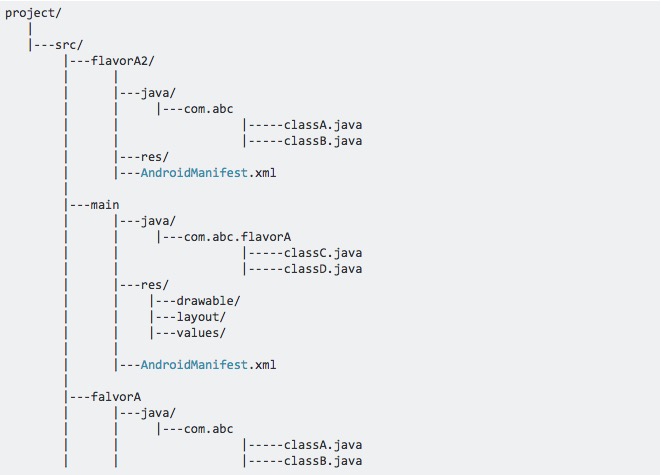 project/
|
|---src/
|---flavorA2/
| |
| |---java/
| | |---com.abc
| | |-----classA.java
| | |-----classB.java
| |---res/
| |---AndroidManifest.xml
|
|---main
| |---java/
| | |---com.abc.flavorA
| | |-----classC.java
| | |-----classD.java
| |---res/
| | |---drawable/
| | |---layout/
| | |---values/
| |
| |---AndroidManifest.xml
|
|---falvorA
| |---java/
| | |---com.abc
| | |-----classA.java
| | |-----classB.java